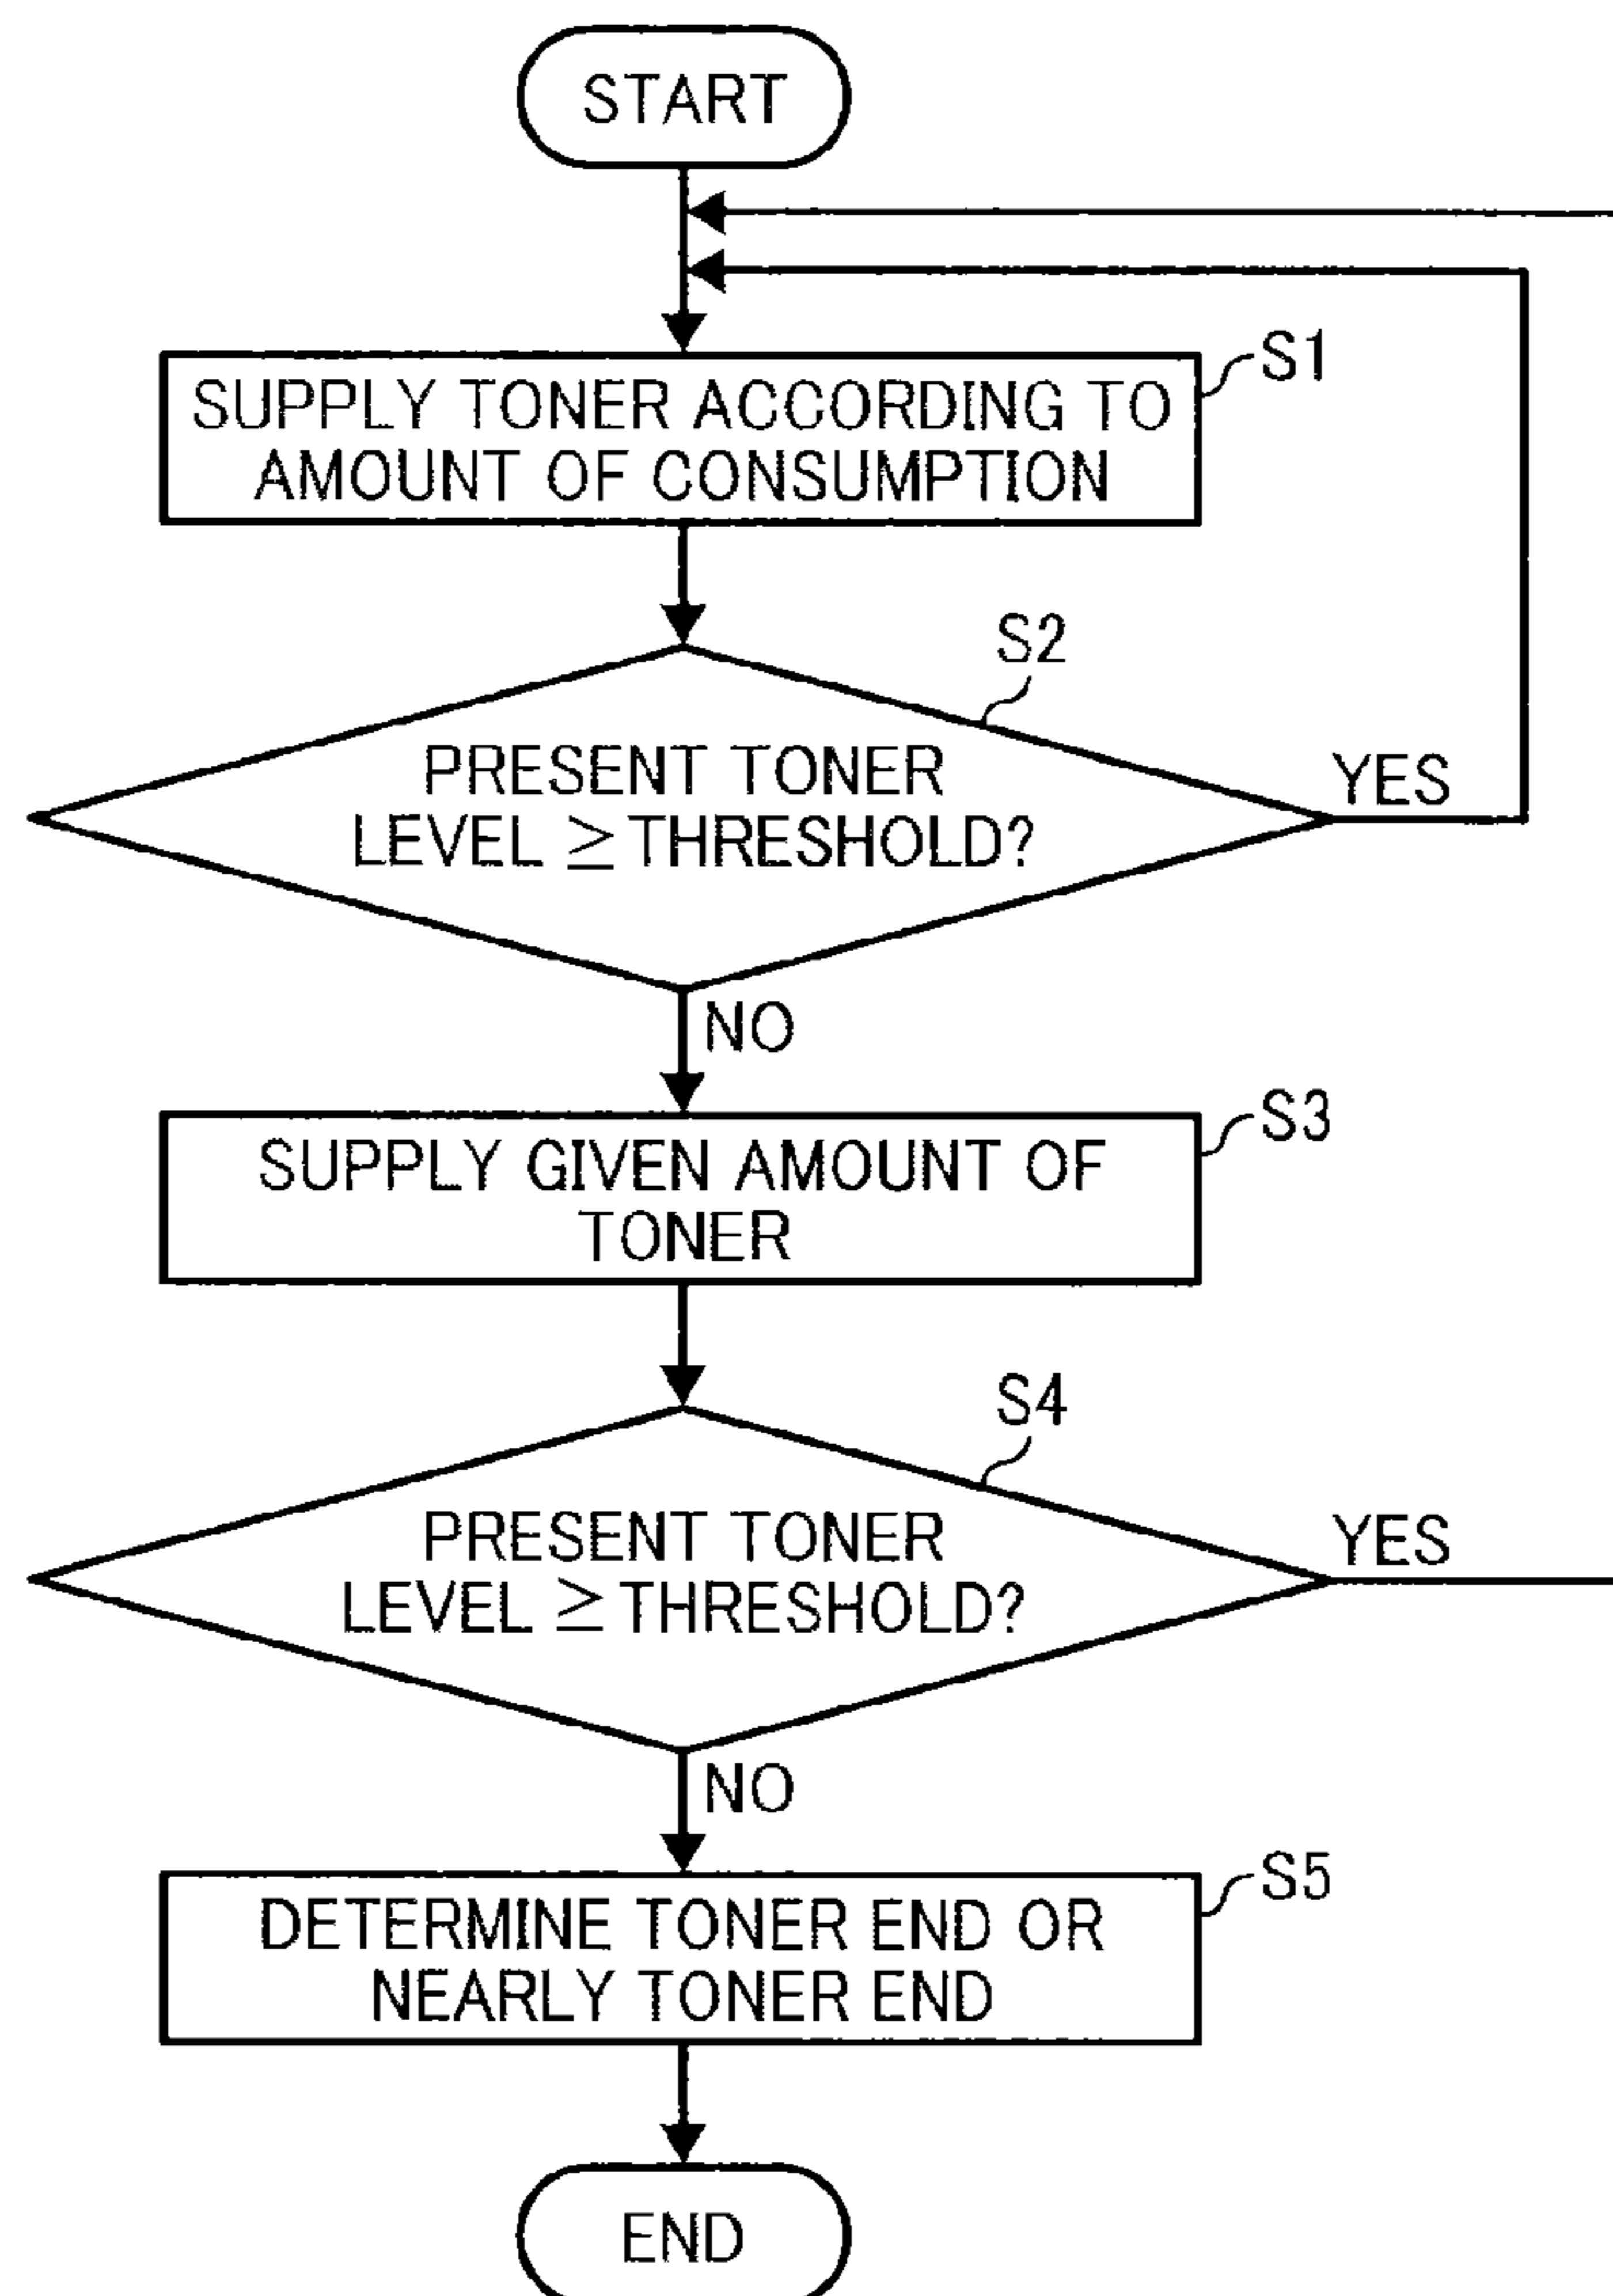 START
S1
SUPPLY TONER ACCORDING TO
AMOUNT OF CONSUMPTION
S2
PRESENT TONER
LEVEL ≥ THRESHOLD?
YES
NO
S3
SUPPLY GIVEN AMOUNT OF
TONER
S4
PRESENT TONER
LEVEL ≥ THRESHOLD?
YES
NO
S5
DETERMINE TONER END OR
NEARLY TONER END
END